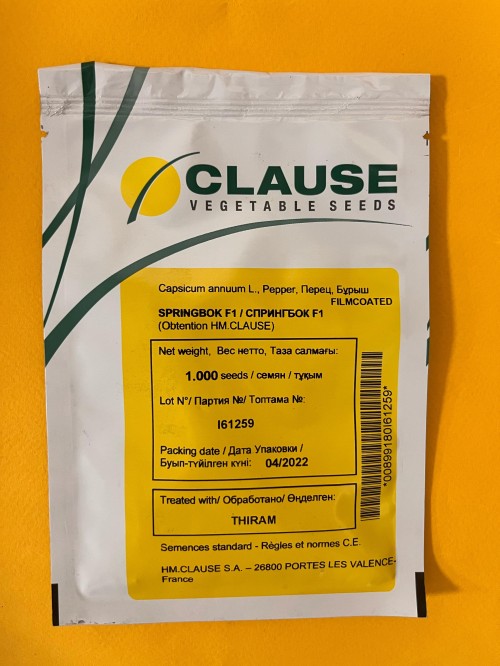 CLAUSE
VEGETABLE SEEDS
Capsicum annuum L., Pepper, Перец, Бұрыш
FILMCOATED
SPRINGBOK F1 / СПРИНГБОК F1
(Obtention HM.CLAUSE)
Net weight, Вес нетто, Таза салмағы:
1.000 seeds / семян / тұқым
Lot N°/ Партия №/ Топтама №:
I61259
Packing date / Дата Упаковки /
Буып-түйілген күні: 04/2022
*00899180I61259*
Treated with/ Обработано/ Өңделген:
THIRAM
Semences standard - Règles et normes C.E.
HM.CLAUSE S.A. – 26800 PORTES LES VALENCE-
France